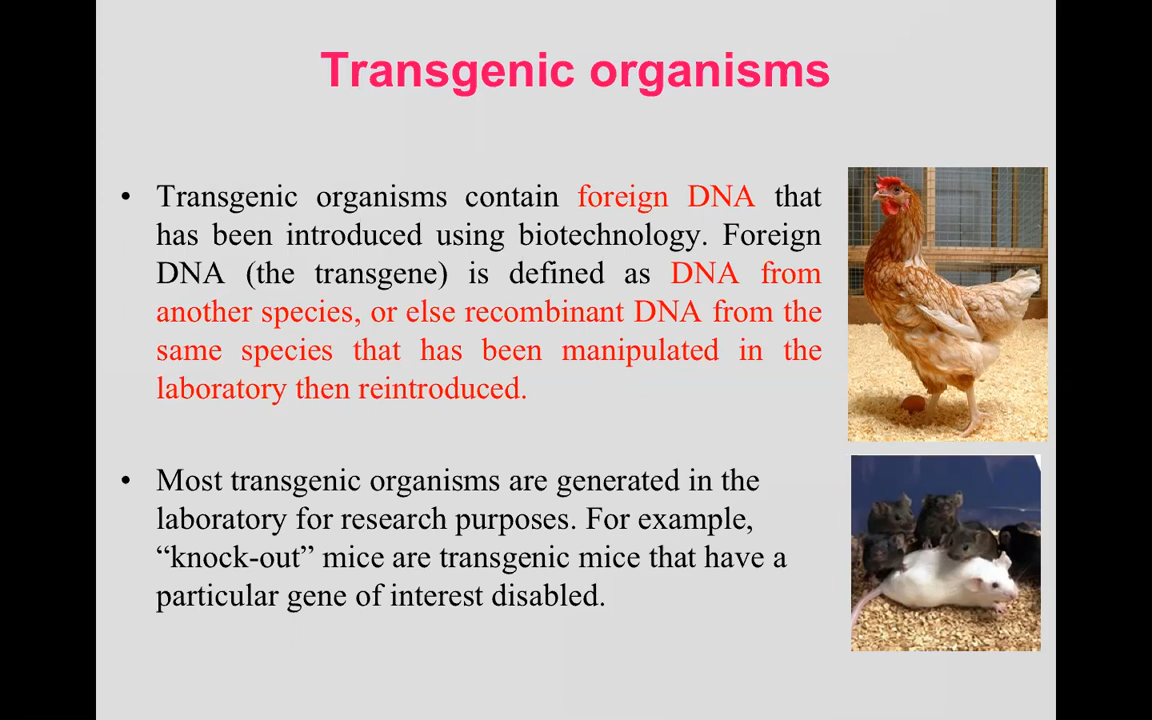 Transgenic organisms
• Transgenic organisms contain foreign DNA that
has been introduced using biotechnology. Foreign
DNA (the transgene) is defined as DNA from
another species, or else recombinant DNA from the
same species that has been manipulated in the
laboratory then reintroduced.
• Most transgenic organisms are generated in the
laboratory for research purposes. For example,
“knock-out” mice are transgenic mice that have a
particular gene of interest disabled.